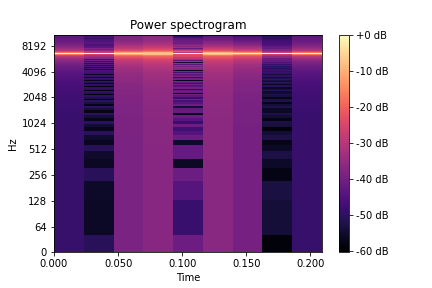 Power spectrogram
Hz
8192
4096
2048
1024
512
256
128
64
0
0.000 0.050 0.100 0.150 0.200
Time
+0 dB
-10 dB
-20 dB
-30 dB
-40 dB
-50 dB
-60 dB